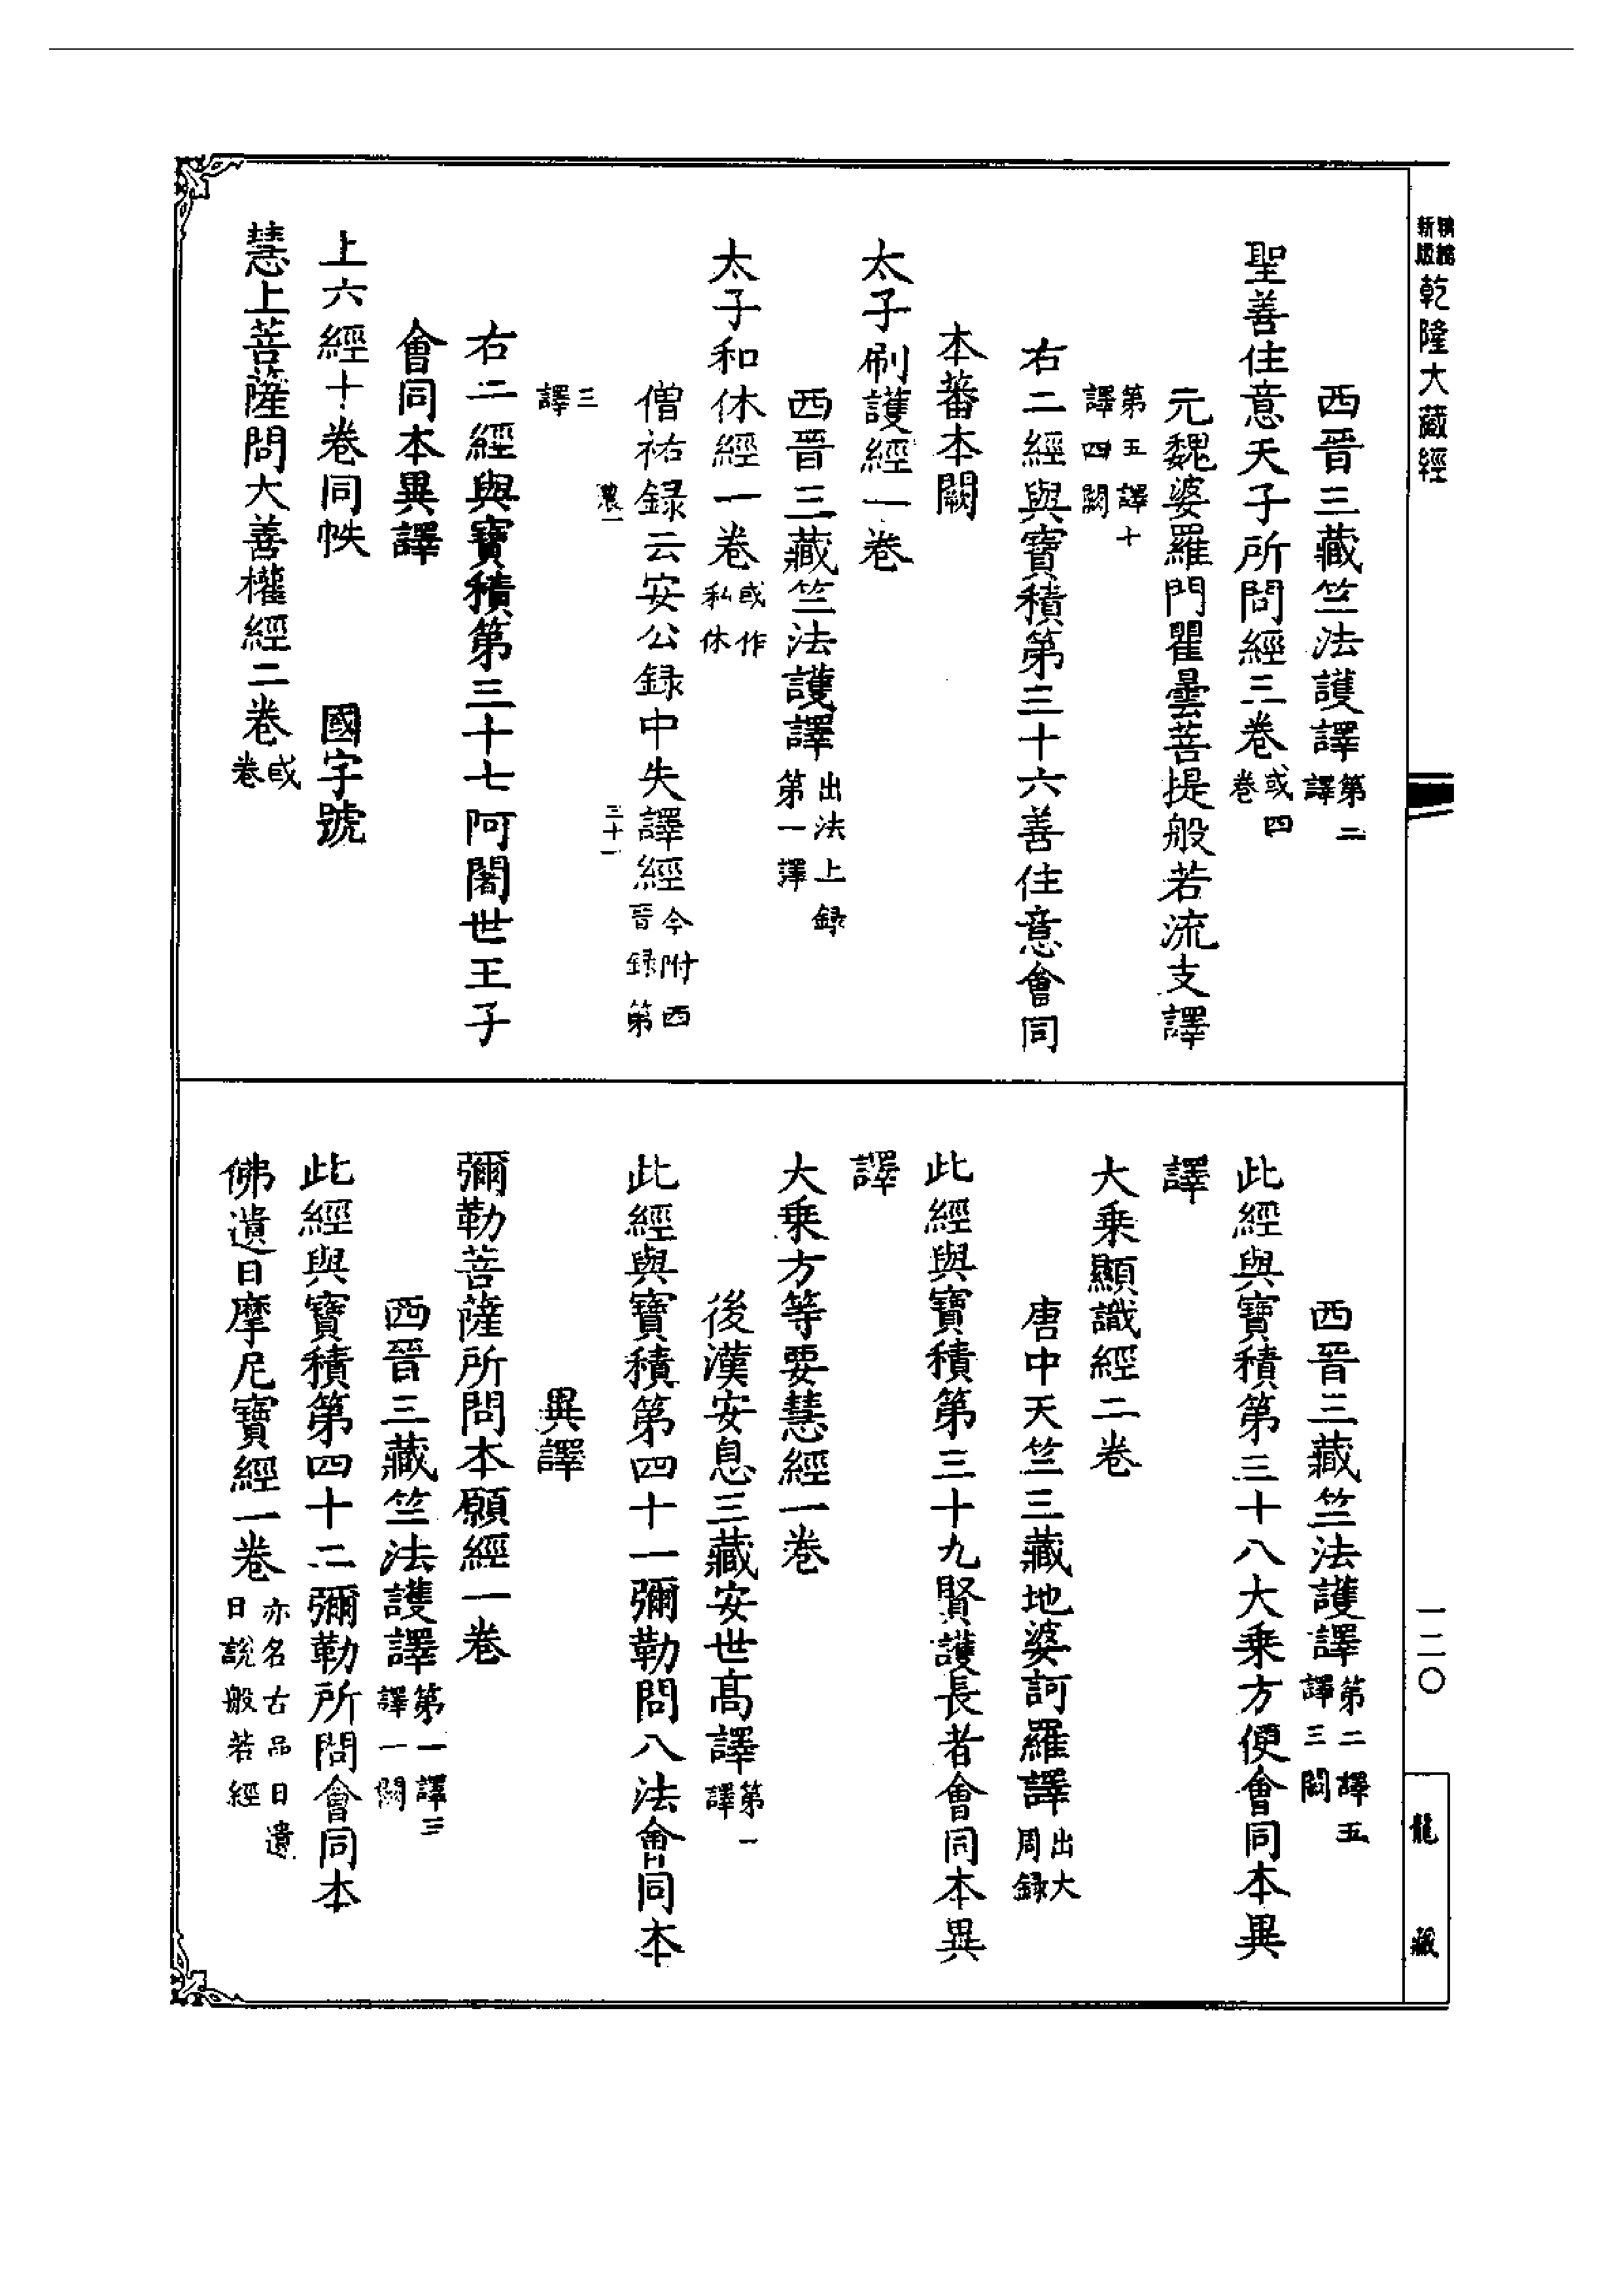 新編
縮版
乾隆大藏經
西晉三藏竺法護譯第二譯
聖善住意天子所問經三卷或四卷
元魏婆羅門瞿曇菩提般若流支譯
第五譯十譯四闕
右二經與寶積第三十六善住意會同
本蕃本闕
太子刷護經一卷
西晉三藏竺法護譯出法上録第一譯
太子和休經一卷或作私休
僧祐録云安公録中失譯經今附西晉録第
三譯
右二經與寶積第三十七阿闍世王子
會同本異譯
上六經十卷同帙 國字號
慧上菩薩問大善權經二卷或卷
三十一
西晉三藏竺法護譯第二譯五譯三闕
此經與寶積第三十八大乗方便會同本異
譯
大乗顯識經二卷
唐中天竺三藏地婆訶羅譯出大周録
此經與寶積第三十九賢護長者會同本異
譯
大乗方等要慧經一卷
後漢安息三藏安世髙譯第一譯
此經與寶積第四十一彌勒問八法會同本
異譯
彌勒菩薩所問本願經一卷
西晉三藏竺法護譯第一譯三譯一闕
此經與寶積第四十二彌勒所問會同本
佛遺日摩尼寶經一卷亦名古品曰遺日説般若經
一二〇
龍藏